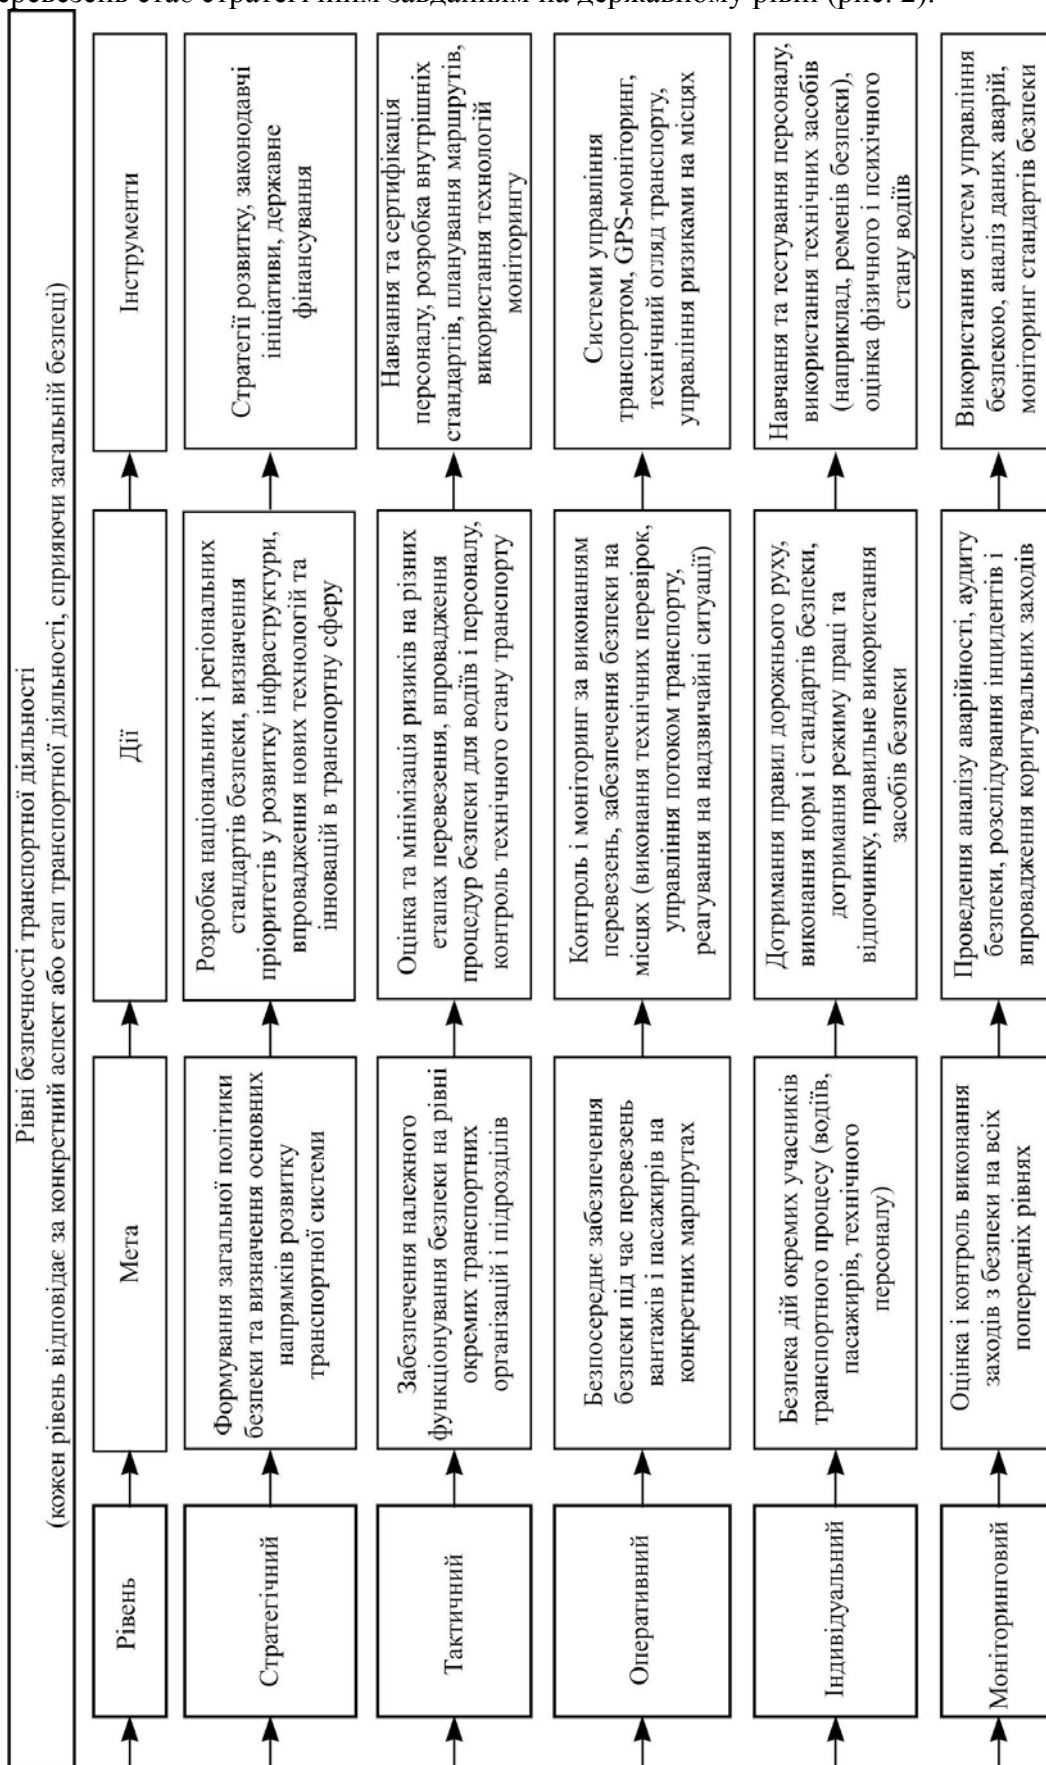 еревезень став стратегічним завданням на державному рівні (рис. 2).
Рівні безпечності транспортної діяльності
(кожен рівень відповідає за конкретний аспект або етап транспортної діяльності, сприяючи загальній безпеці)
Рівень
Мета
Дії
Інструменти
Стратегічний
Формування загальної політики
безпеки та визначення основних
напрямків розвитку
транспортної системи
Розробка національних і регіональних
стандартів безпеки, визначення
пріоритетів у розвитку інфраструктури,
впровадження нових технологій та
інновацій в транспортну сферу
Стратегії розвитку, законодавчі
ініціативи, державне
фінансування
Тактичний
Забезпечення належного
функціонування безпеки на рівні
окремих транспортних
організацій і підрозділів
Оцінка та мінімізація ризиків на різних
етапах перевезення, впровадження
процедур безпеки для водіїв і персоналу,
контроль технічного стану транспорту
Навчання та сертифікація
персоналу, розробка внутрішніх
стандартів, планування маршрутів,
використання технологій
моніторингу
Оперативний
Безпосереднє забезпечення
безпеки під час перевезень
вантажів і пасажирів на
конкретних маршрутах
Контроль і моніторинг за виконанням
перевезень, забезпечення безпеки на
місцях (виконання технічних перевірок,
управління потоком транспорту,
реагування на надзвичайні ситуації)
Системи управління
транспортом, GPS-моніторинг,
технічний огляд транспорту,
управління ризиками на місцях
Індивідуальний
Безпека дій окремих учасників
транспортного процесу (водіїв,
пасажирів, технічного
персоналу)
Дотримання правил дорожнього руху,
виконання норм і стандартів безпеки,
дотримання режиму праці та
відпочинку, правильне використання
засобів безпеки
Навчання та тестування персоналу,
використання технічних засобів
(наприклад, ременів безпеки),
оцінка фізичного і психічного
стану водіїв
Моніторинговий
Оцінка і контроль виконання
заходів з безпеки на всіх
попередніх рівнях
Проведення аналізу аварійності, аудиту
безпеки, розслідування інцидентів і
впровадження коригувальних заходів
Використання систем управління
безпекою, аналіз даних аварій,
моніторинг стандартів безпеки